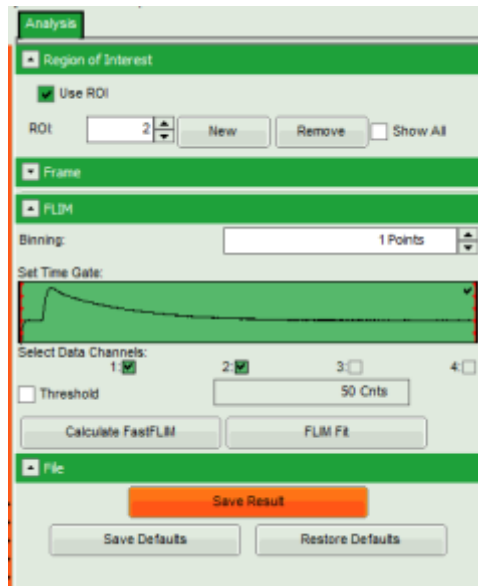 Analysis
Region of Interest
Use ROI
ROI: 2 New Remove Show All
Frame
FLIM
Binning: 1 Points
Set Time Gate:
Select Data Channels:
1: 2: 3: 4:
Threshold 50 Cnts
Calculate FastFLIM FLIM Fit
File
Save Result
Save Defaults Restore Defaults